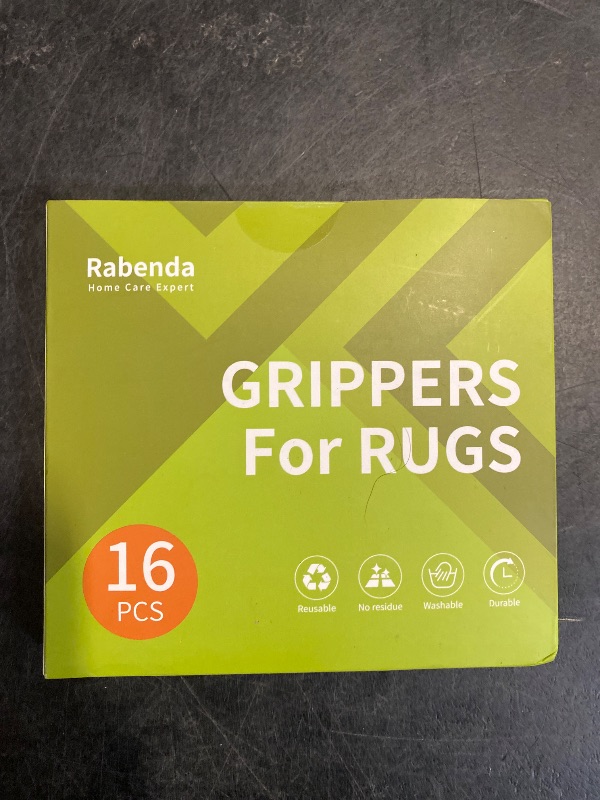 Rabenda
Home Care Expert
GRIPPERS
For RUGS
16
PCS
Reusable
No residue
Washable
Durable